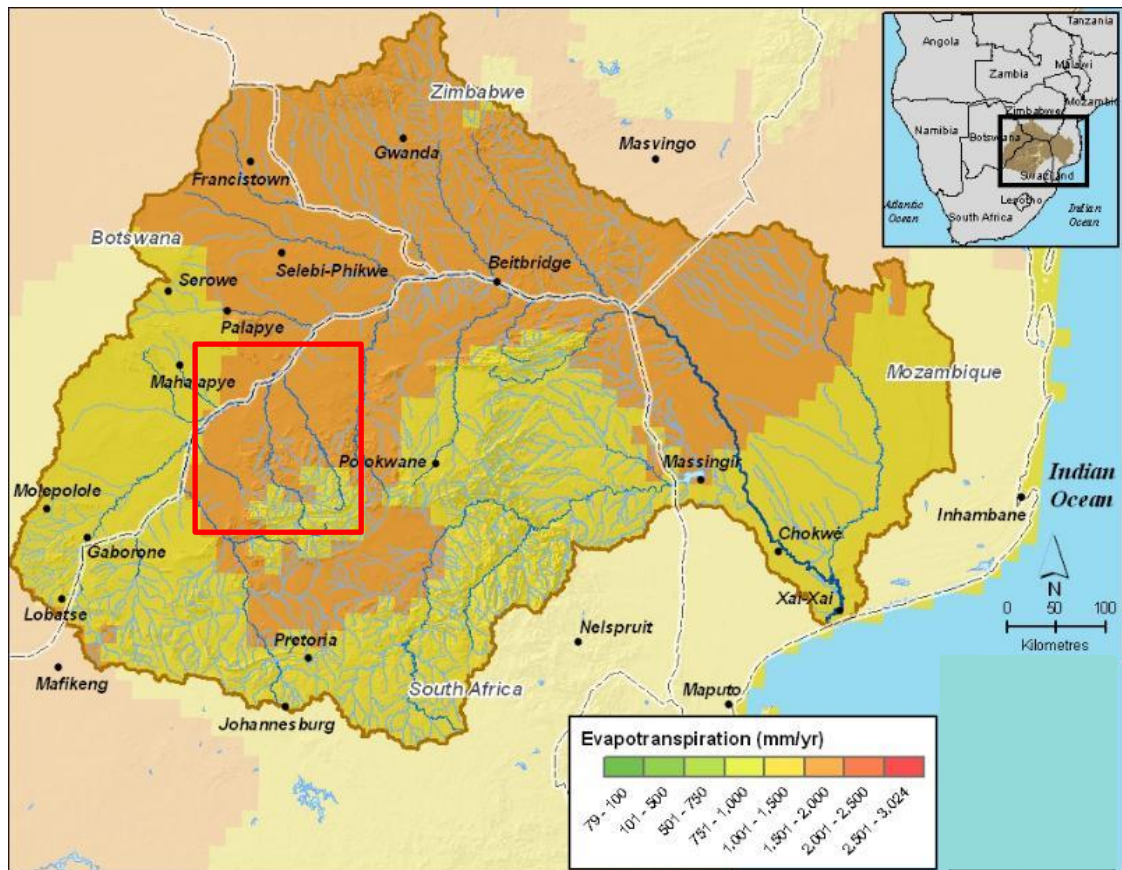 Tanzania
Angola
Malawi
Zambia
Mozambic
Zimbabwe
Namibia
Botswana
Swaziland
Lesotho
South Africa
Atlantic
Ocean
Indian
Ocean
Zimbabwe
Masvingo
Gwanda
Francistown
Botswana
Selebi-Phikwe
Beitbridge
Serowe
Palapye
Mahalapye
Mozambique
Polokwane
Massingir
Indian
Ocean
Molepolole
Inhambane
Gaborone
Chokwe
Xai-Xai
Lobatse
N
0 50 100
Kilometres
Nelspruit
Pretoria
Mafikeng
South Africa
Maputo
Johannesburg
Evapotranspiration (mm/yr)
79 - 100
101 - 500
501 - 750
751 - 1,000
1.001 - 1,500
1.501 - 2,000
2.001 - 2,500
2.501 - 3,024